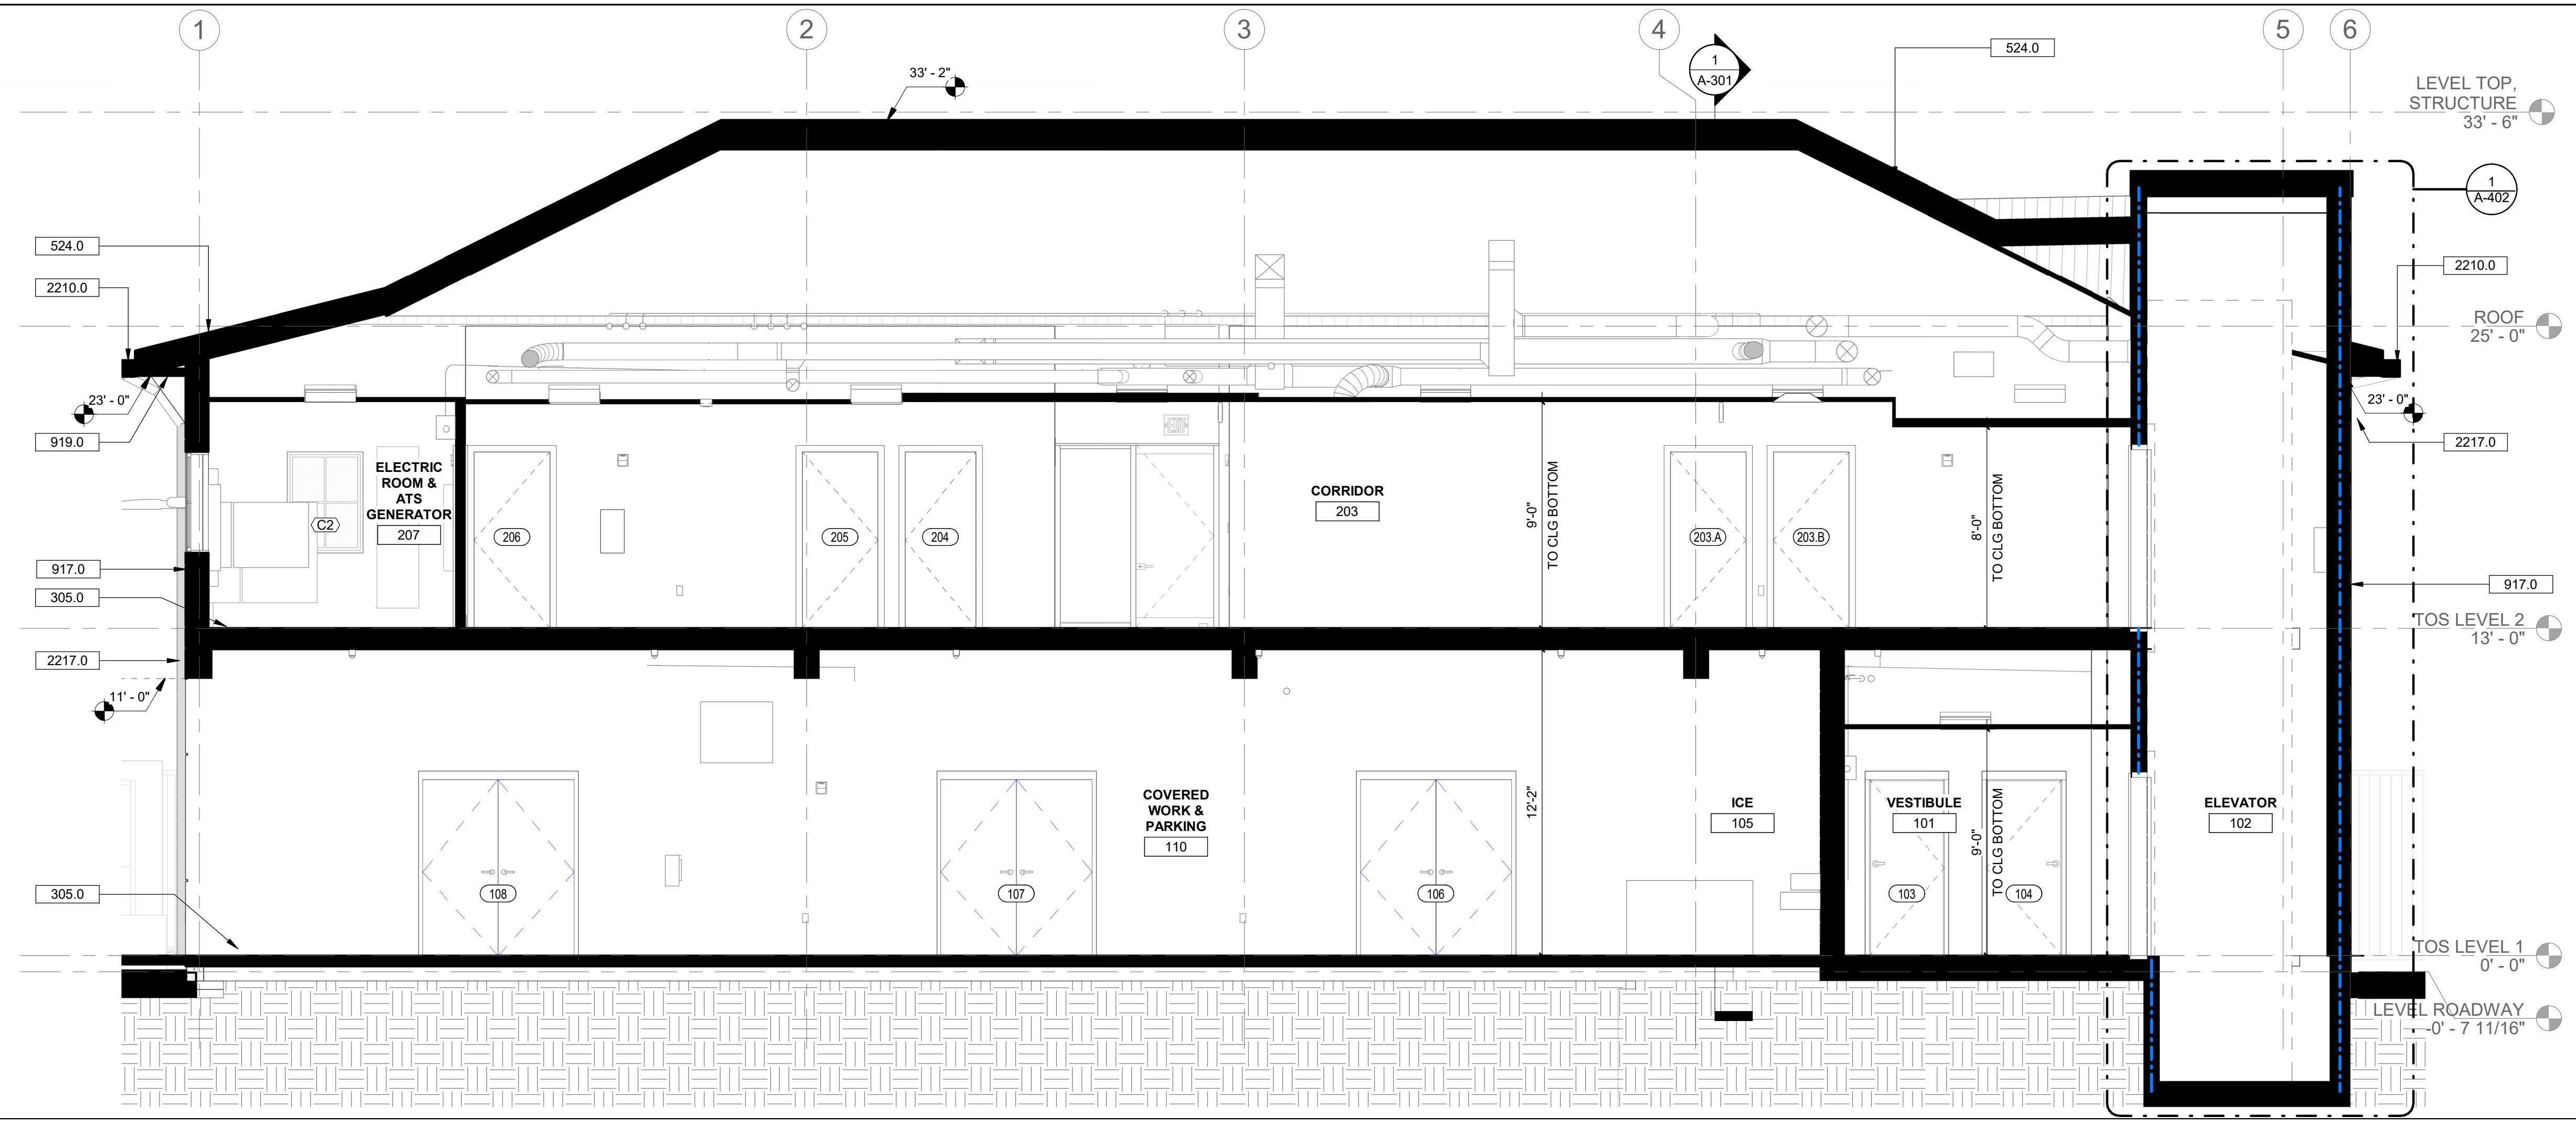 1
2
3
4
5
6
33' - 2"
1
A-301
524.0
LEVEL TOP,
STRUCTURE
33' - 6"
1
A-402
524.0
2210.0
2210.0
ROOF
25' - 0"
23' - 0"
919.0
23' - 0"
2217.0
ELECTRIC
ROOM &
ATS
GENERATOR
207
C2
206
205
204
CORRIDOR
203
9'-0"
TO CLG BOTTOM
203.A
203.B
8'-0"
TO CLG BOTTOM
917.0
305.0
917.0
TOS LEVEL 2
13' - 0"
2217.0
11' - 0"
COVERED
WORK &
PARKING
110
12'-2"
ICE
105
VESTIBULE
101
9'-0"
TO CLG BOTTOM
ELEVATOR
102
305.0
108
107
106
103
104
TOS LEVEL 1
0' - 0"
LEVEL ROADWAY
-0' - 7 11/16"